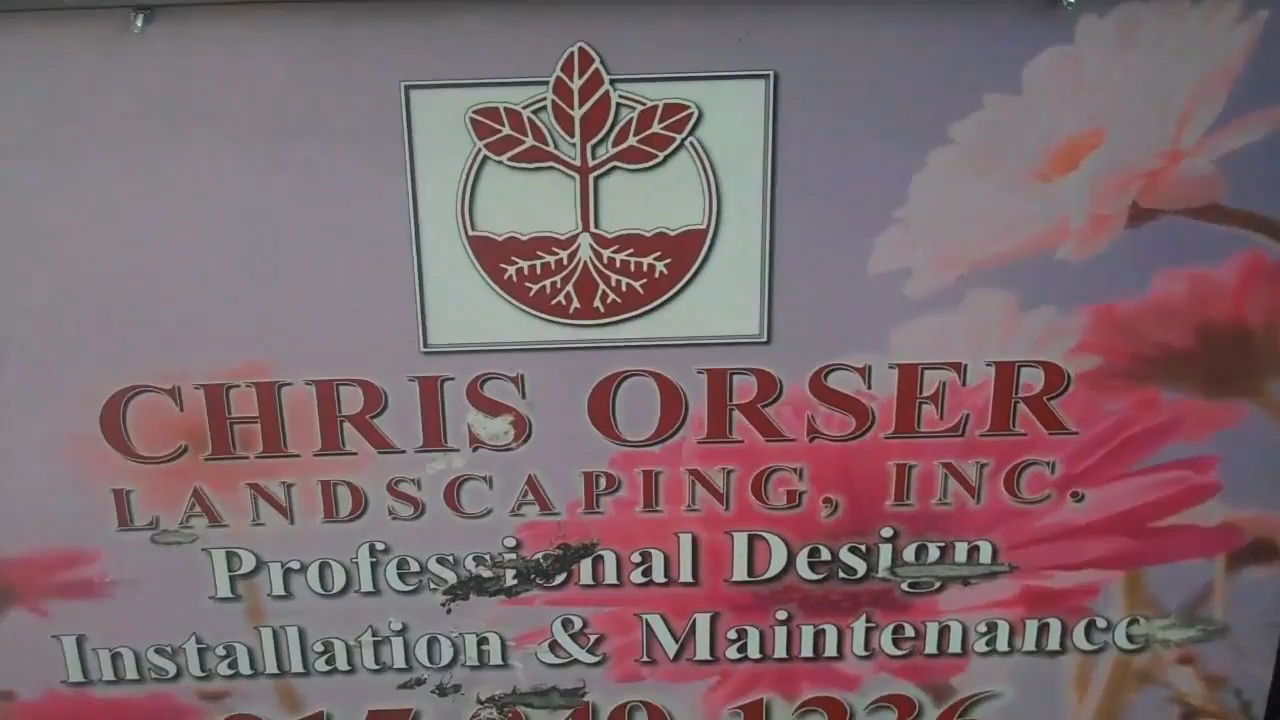 CHRIS ORSER
LANDSCAPING, INC.
Professional Design
Installation & Maintenance